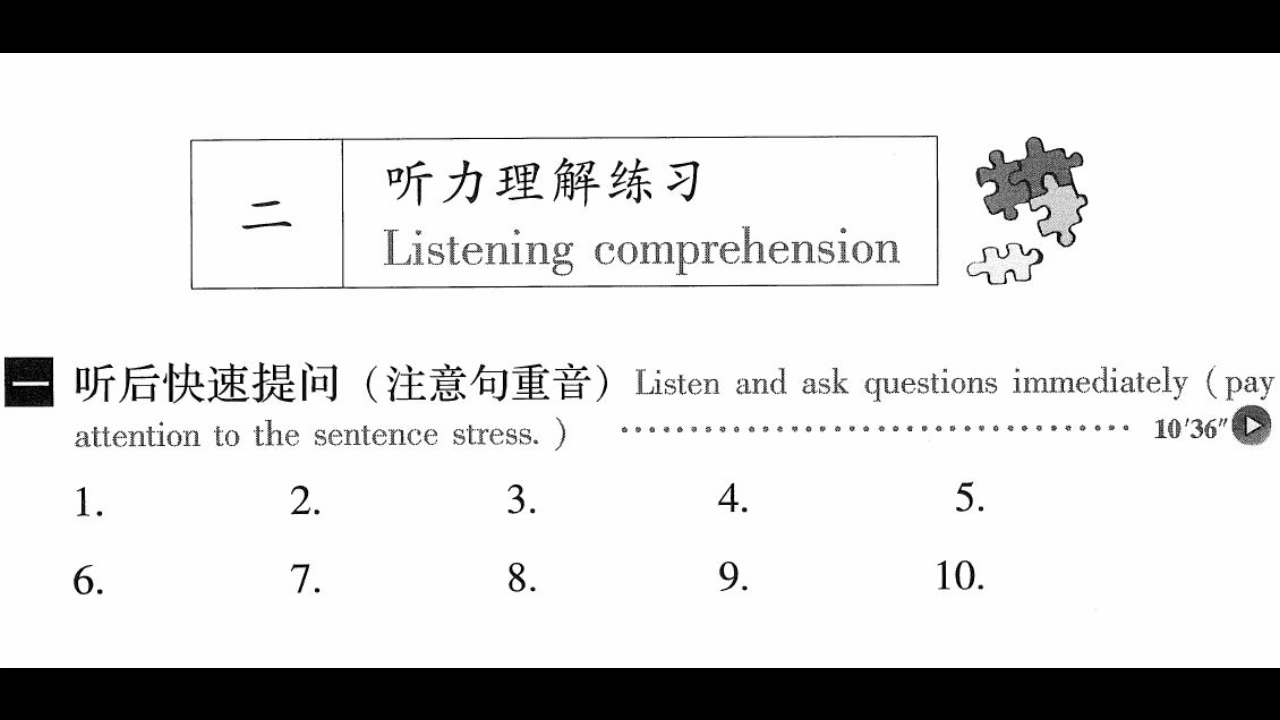 二
听力理解练习
Listening comprehension
一 听后快速提问（注意句重音）Listen and ask questions immediately ( pay
attention to the sentence stress. ) ····································· 10′36″
1. 2. 3. 4. 5.
6. 7. 8. 9. 10.